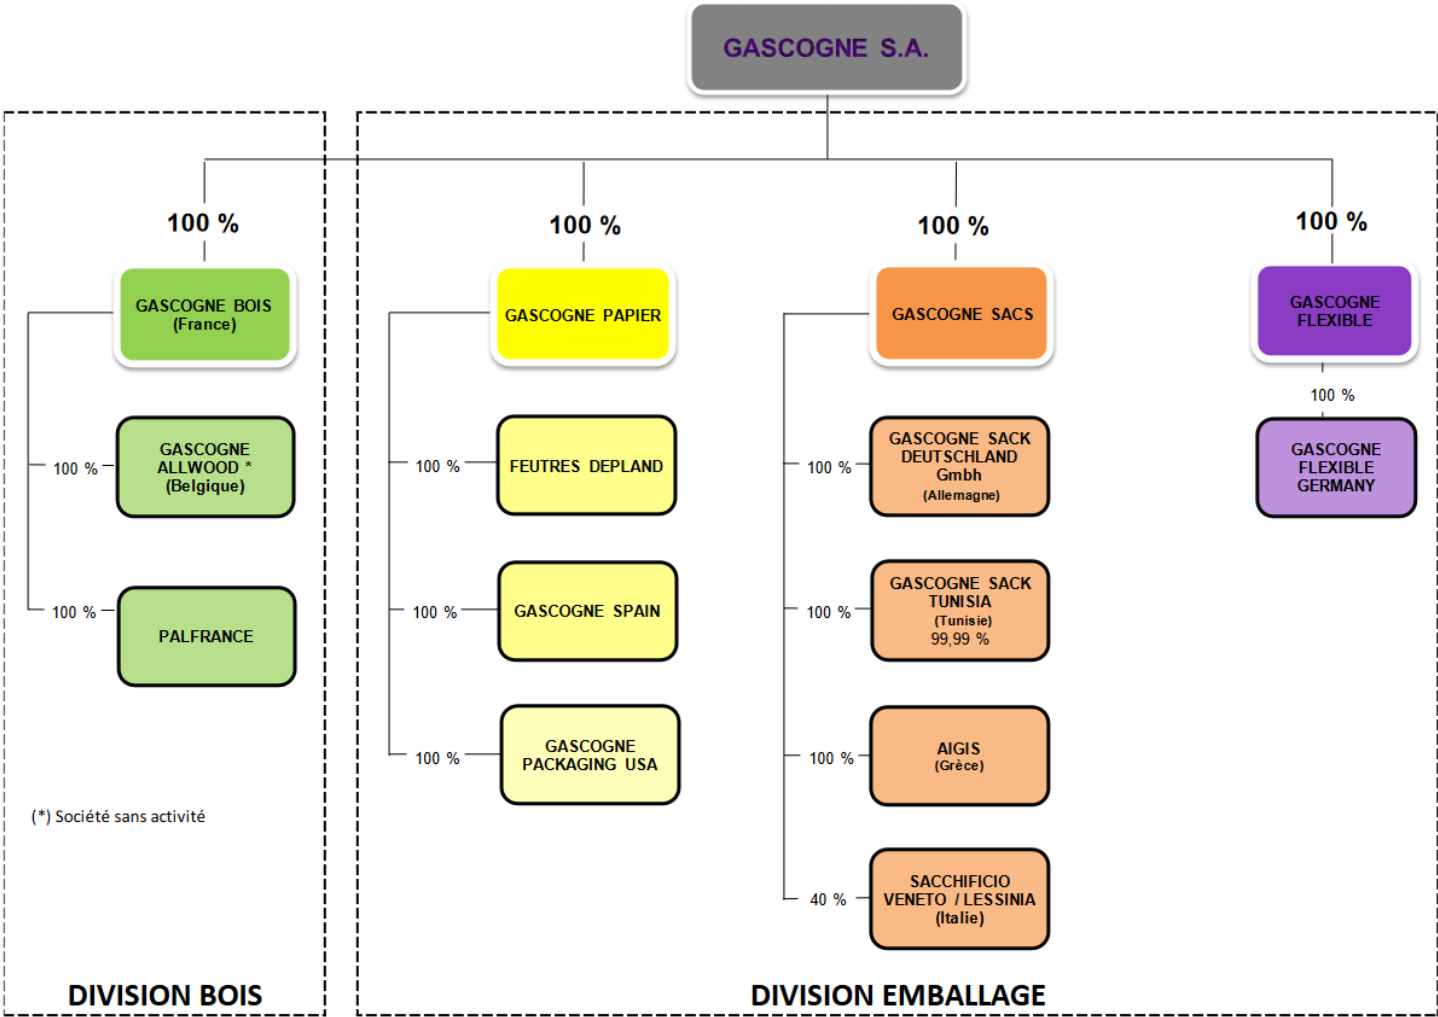 GASCOGNE S.A.
100 %
100 %
100 %
100 %
GASCOGNE BOIS
(France)
100 %
GASCOGNE
ALLWOOD *
(Belgique)
100 %
PALFRANCE
(*) Société sans activité
DIVISION BOIS
GASCOGNE PAPIER
100 %
FEUTRES DEPLAND
100 %
GASCOGNE SPAIN
100 %
GASCOGNE
PACKAGING USA
GASCOGNE SACS
100 %
GASCOGNE SACK
DEUTSCHLAND
Gmbh
(Allemagne)
100 %
GASCOGNE SACK
TUNISIA
(Tunisie)
99,99 %
100 %
AIGIS
(Grèce)
40 %
SACCHIFICIO
VENETO / LESSINIA
(Italie)
GASCOGNE
FLEXIBLE
100 %
GASCOGNE
FLEXIBLE
GERMANY
DIVISION EMBALLAGE